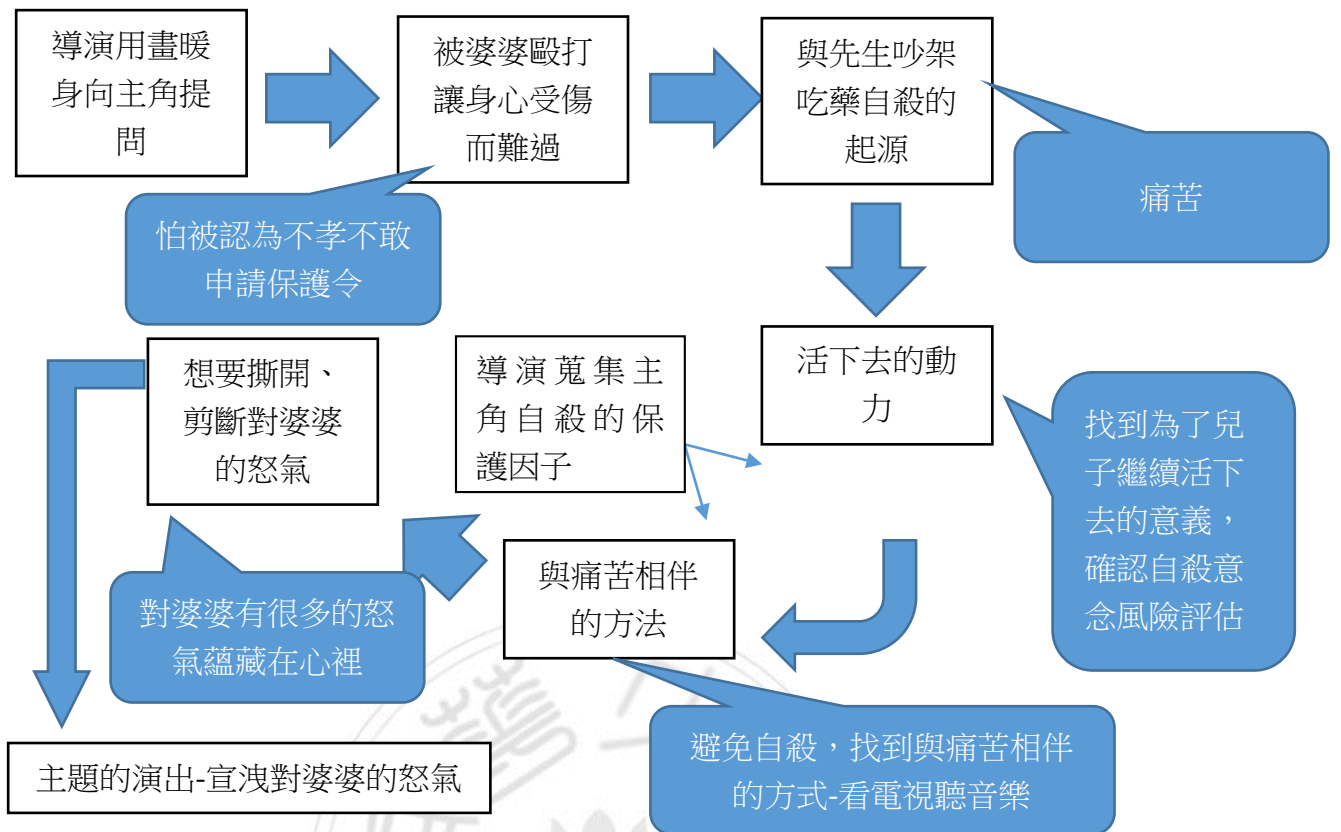 導演用畫暖
身向主角提
問
被婆婆毆打
讓身心受傷
而難過
與先生吵架
吃藥自殺的
起源
痛苦
怕被認為不孝不敢
申請保護令
想要撕開、
剪斷對婆婆
的怒氣
導演蒐集主
角自殺的保
護因子
活下去的動
力
找到為了兒
子繼續活下
去的意義，
確認自殺意
念風險評估
與痛苦相伴
的方法
對婆婆有很多的怒
氣蘊藏在心裡
避免自殺，找到與痛苦相伴
的方式-看電視聽音樂
主題的演出-宣洩對婆婆的怒氣